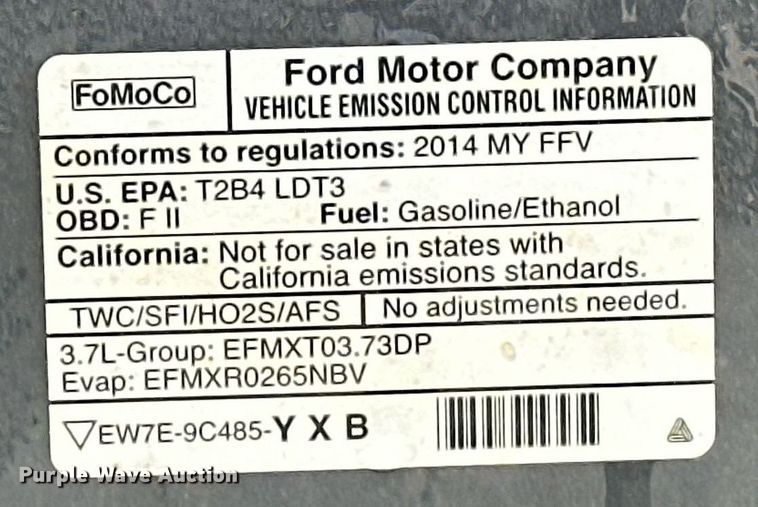 FoMoCo
Ford Motor Company
VEHICLE EMISSION CONTROL INFORMATION
Conforms to regulations: 2014 MY FFV
U.S. EPA: T2B4 LDT3
OBD: F II Fuel: Gasoline/Ethanol
California: Not for sale in states with
California emissions standards.
TWC/SFI/HO2S/AFS No adjustments needed.
3.7L-Group: EFMXT03.73DP
Evap: EFMXR0265NBV
EW7E-9C485-Y X B
Purple Wave Auction